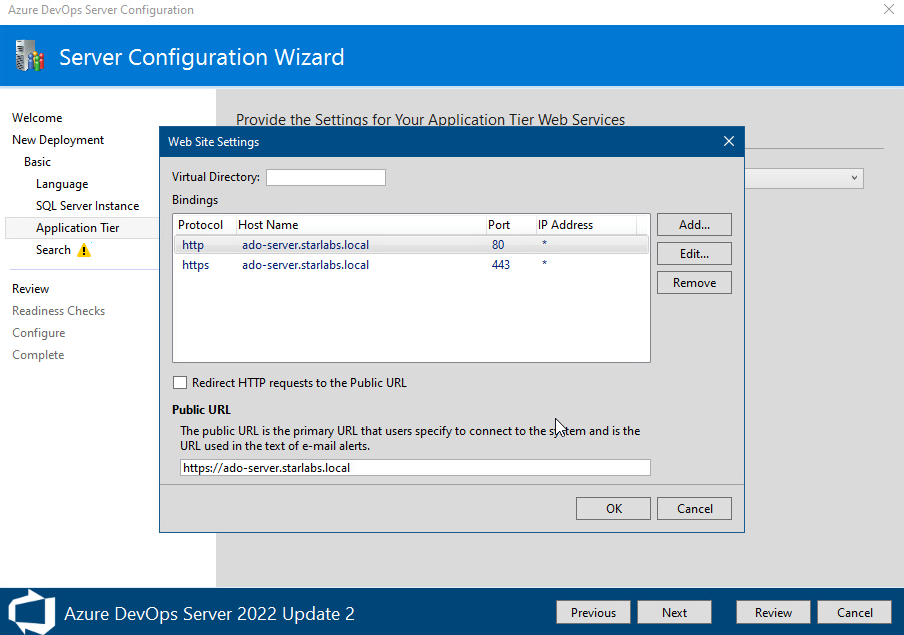 Azure DevOps Server Configuration
Server Configuration Wizard
Welcome
New Deployment
Basic
Language
SQL Server Instance
Application Tier
Search
Review
Readiness Checks
Configure
Complete
Provide the Settings for Your Application Tier Web Services
Web Site Settings
Virtual Directory:
Bindings
Protocol Host Name Port IP Address
http ado-server.starlabs.local 80 *
https ado-server.starlabs.local 443 *
Add...
Edit...
Remove
Redirect HTTP requests to the Public URL
Public URL
The public URL is the primary URL that users specify to connect to the system and is the
URL used in the text of e-mail alerts.
https://ado-server.starlabs.local
OK Cancel
Azure DevOps Server 2022 Update 2
Previous Next Review Cancel